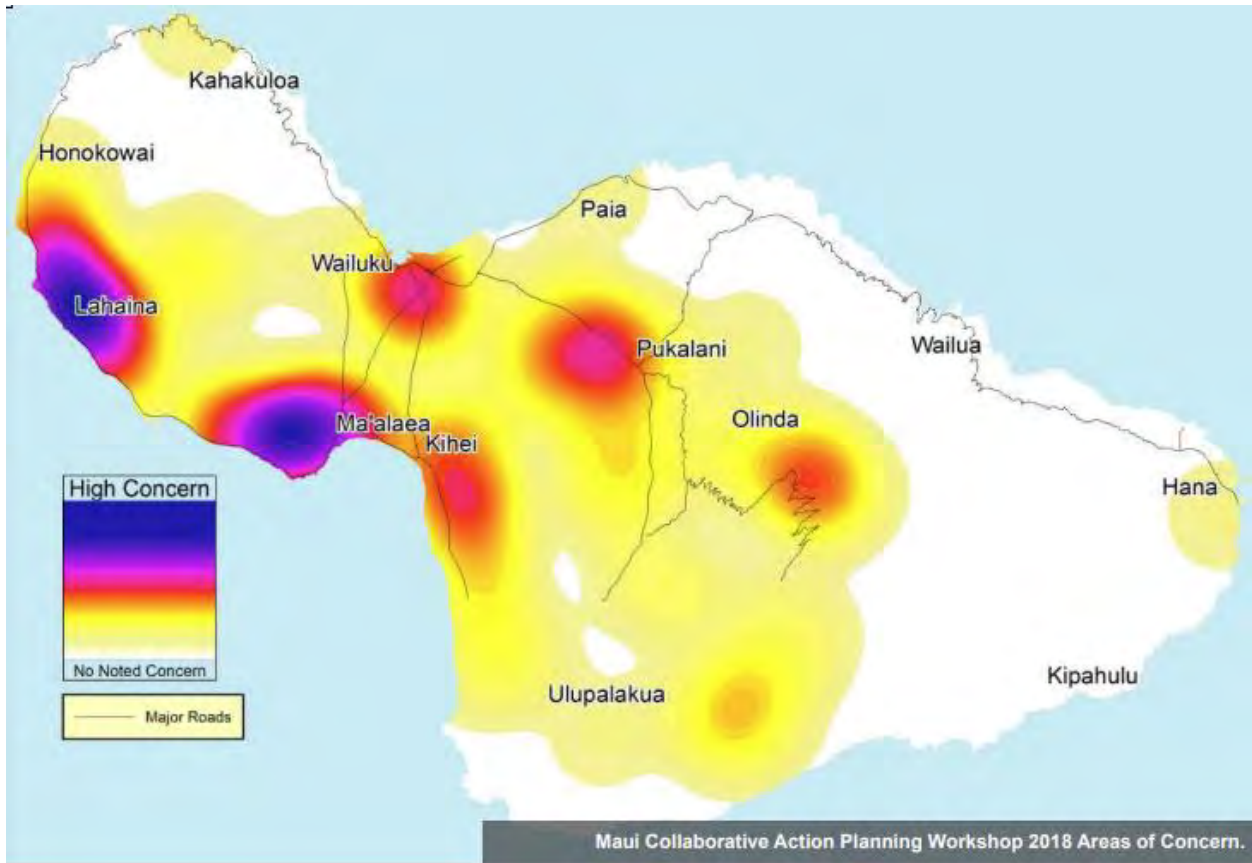 Kahakuloa
Honokowai
Paia
Wailuku
Lahaina
Pukalani
Wailua
Ma'alaea
Olinda
Kihei
Hana
Ulupalakua
Kipahulu
High Concern
No Noted Concern
Major Roads
Maui Collaborative Action Planning Workshop 2018 Areas of Concern.